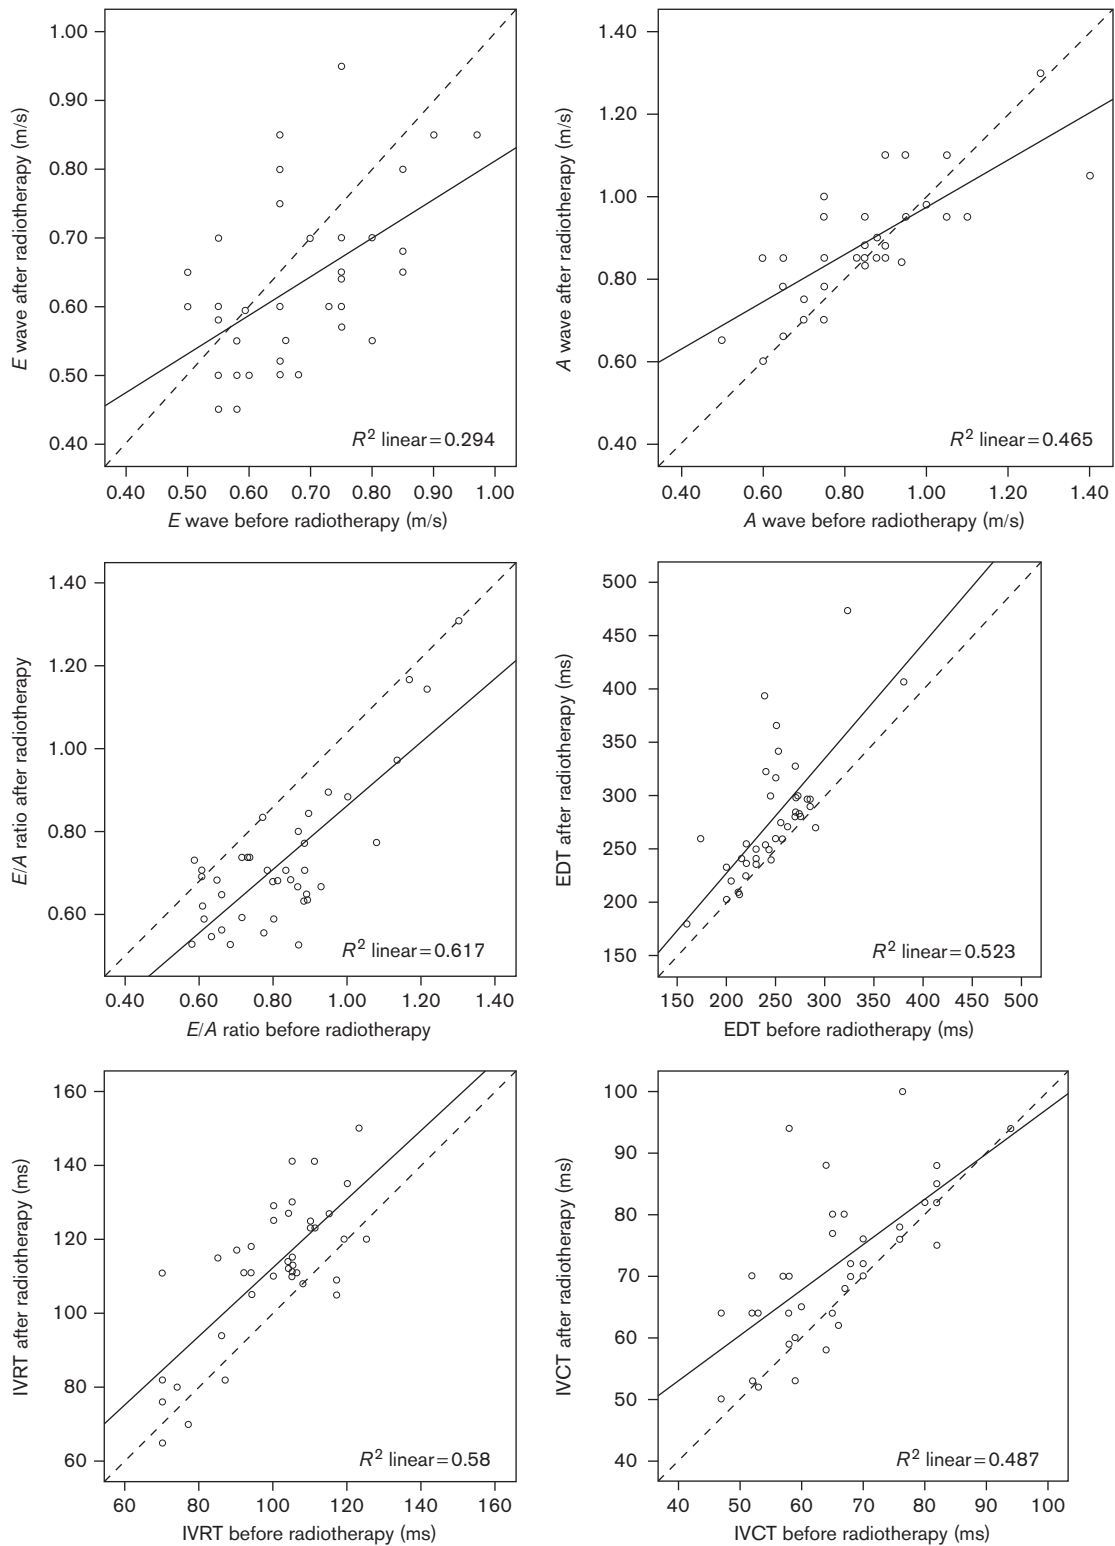 1.00
0.90
0.80
0.70
0.60
0.50
0.40
E wave after radiotherapy (m/s)
R² linear=0.294
0.40 0.50 0.60 0.70 0.80 0.90 1.00
E wave before radiotherapy (m/s)
1.40
1.20
1.00
0.80
0.60
0.40
A wave after radiotherapy (m/s)
R² linear=0.465
0.40 0.60 0.80 1.00 1.20 1.40
A wave before radiotherapy (m/s)
1.40
1.20
1.00
0.80
0.60
E/A ratio after radiotherapy
R² linear=0.617
0.40 0.60 0.80 1.00 1.20 1.40
E/A ratio before radiotherapy
500
450
400
350
300
250
200
150
EDT after radiotherapy (ms)
R² linear=0.523
150 200 250 300 350 400 450 500
EDT before radiotherapy (ms)
160
140
120
100
80
60
IVRT after radiotherapy (ms)
R² linear=0.58
60 80 100 120 140 160
IVRT before radiotherapy (ms)
100
90
80
70
60
50
40
IVCT after radiotherapy (ms)
R² linear=0.487
40 50 60 70 80 90 100
IVCT before radiotherapy (ms)